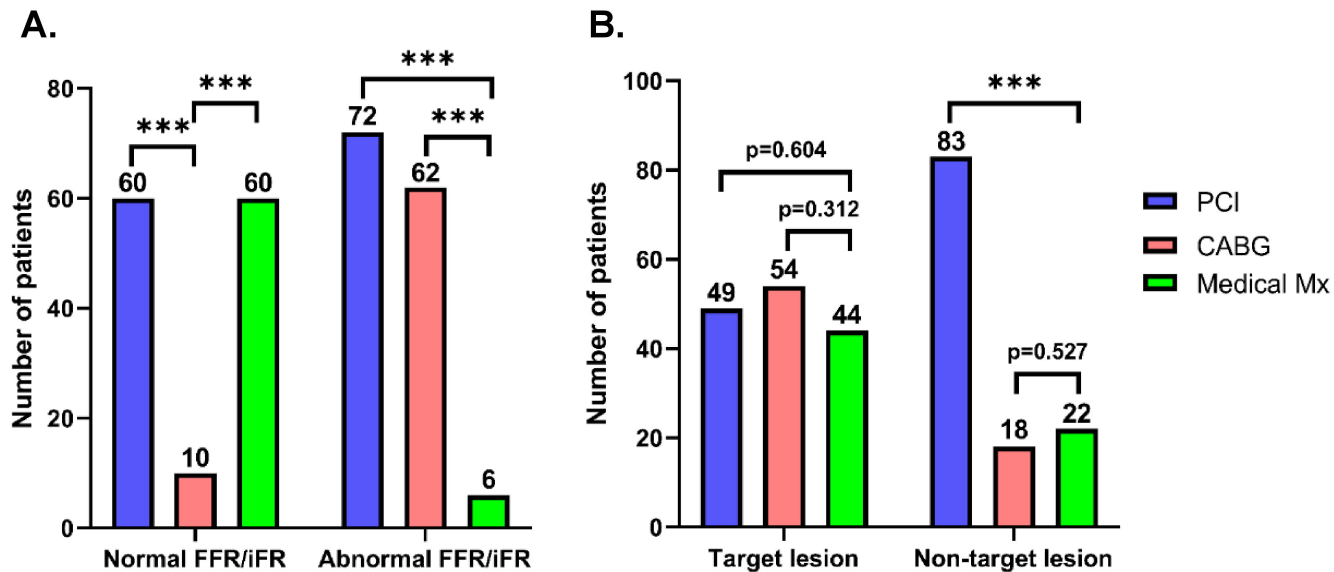 A.
Number of patients
80
60
40
20
0
***
***
***
***
60
10
60
72
62
6
Normal FFR/iFR
Abnormal FFR/iFR
B.
Number of patients
100
80
60
40
20
0
p=0.604
p=0.312
***
p=0.527
49
54
44
83
18
22
Target lesion
Non-target lesion
PCI
CABG
Medical Mx